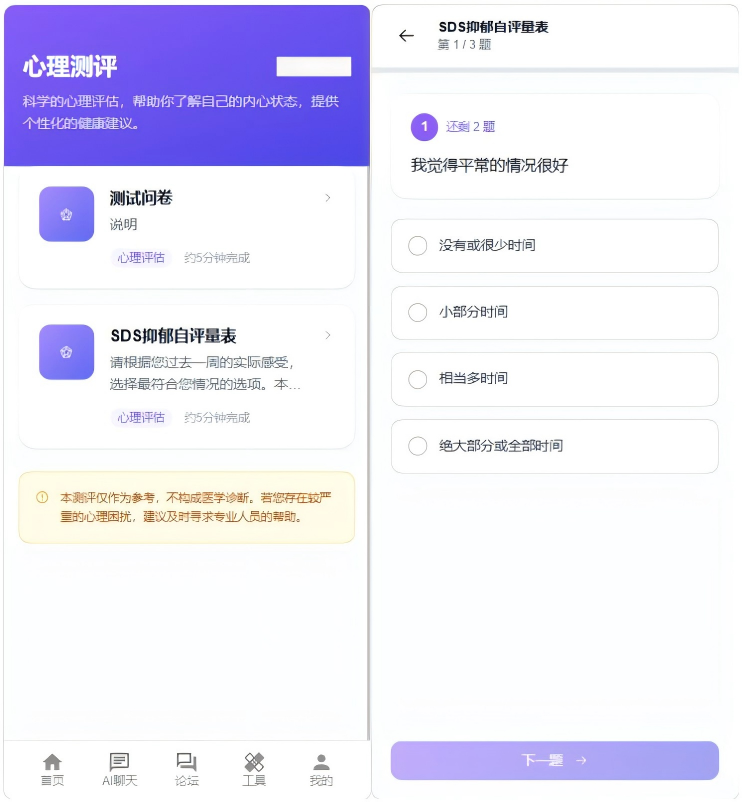 心理测评
科学的心理评估，帮助你了解自己的内心状态，提供
个性化的健康建议。
测试问卷
说明
心理评估 约5分钟完成
SDS抑郁自评量表
请根据您过去一周的实际感受，
选择最符合您情况的选项。本...
心理评估 约5分钟完成
本测评仅作为参考，不构成医学诊断。若您存在较严
重的心理困扰，建议及时寻求专业人员的帮助。
首页 AI聊天 论坛 工具 我的
SDS抑郁自评量表
第 1 / 3 题
1 还剩 2 题
我觉得平常的情况很好
没有或很少时间
小部分时间
相当多时间
绝大部分或全部时间
下一题 →